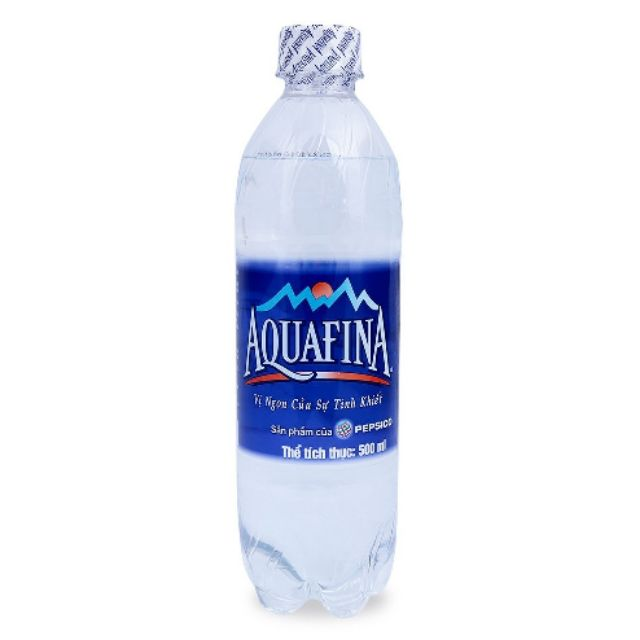 AQUAFINA
Vị Ngon Của Sự Tinh Khiết
Sản phẩm của PEPSICO
Thể tích thực: 500 ml